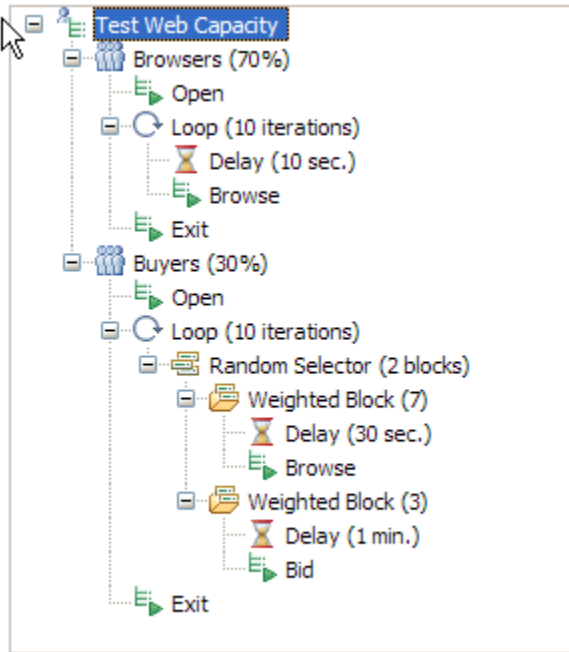 Test Web Capacity
Browsers (70%)
Open
Loop (10 iterations)
Delay (10 sec.)
Browse
Exit
Buyers (30%)
Open
Loop (10 iterations)
Random Selector (2 blocks)
Weighted Block (7)
Delay (30 sec.)
Browse
Weighted Block (3)
Delay (1 min.)
Bid
Exit